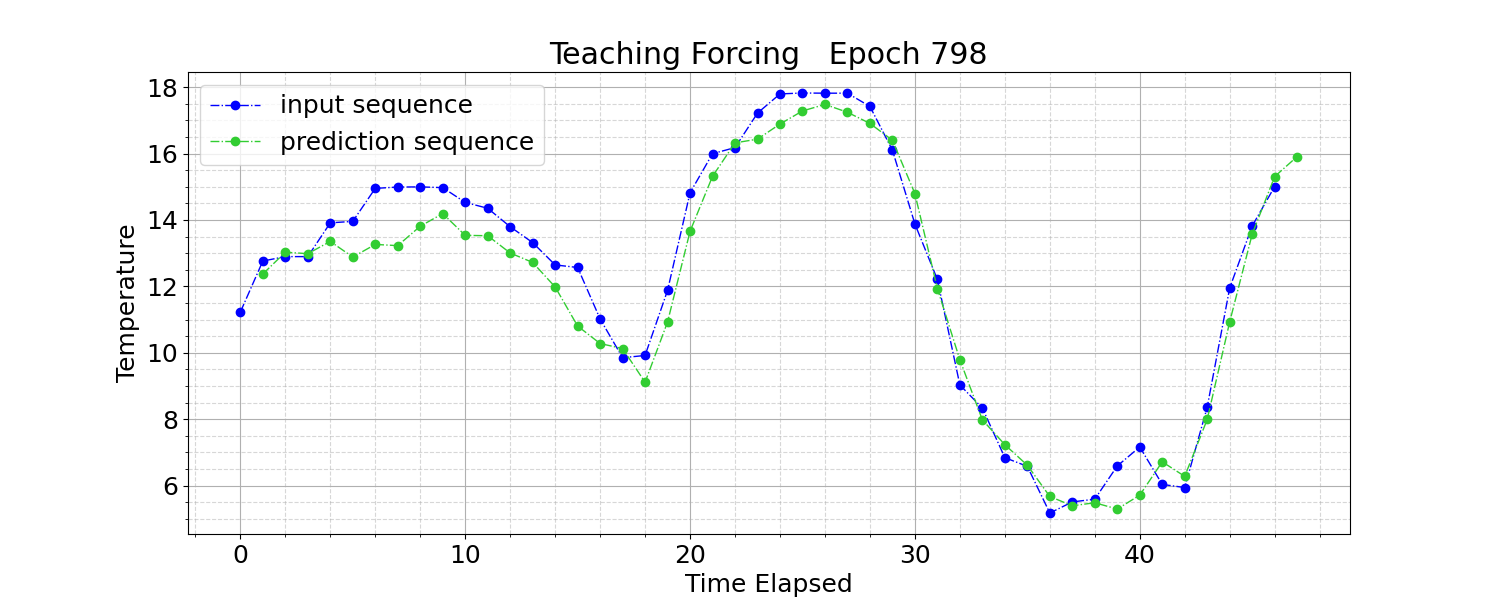 Teaching Forcing   Epoch 798
input sequence
prediction sequence
Temperature
18
16
14
12
10
8
6
0 10 20 30 40
Time Elapsed